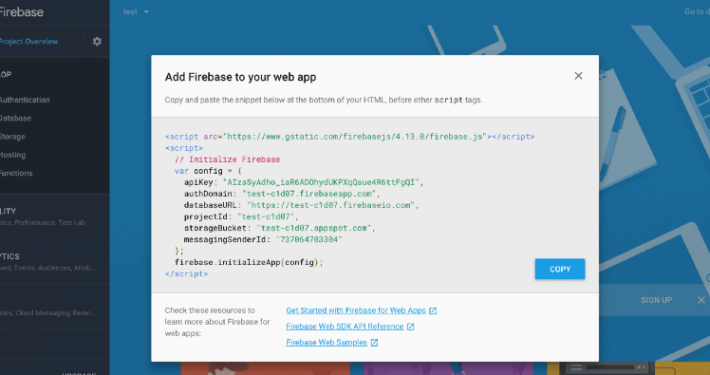 Firebase
test
Go to d
Project Overview
Add Firebase to your web app
Copy and paste the snippet below at the bottom of your HTML, before other script tags.
LOP
Authentication
Database
Storage
Hosting
Functions
<script src="https://www.gstatic.com/firebasejs/4.13.0/firebase.js"></script>
<script>
// Initialize Firebase
var config = {
apiKey: "AIzaSyAdho_iaR6ADOhydUKPXqQaue4R6ttFgQI",
authDomain: "test-c1d07.firebaseapp.com",
databaseURL: "https://test-c1d07.firebaseio.com",
projectId: "test-c1d07",
storageBucket: "test-c1d07.appspot.com",
messagingSenderId: "737064703304"
};
firebase.initializeApp(config);
</script>
COPY
LITY
tics, Performance, Test Lab
YTICS
oard, Events, Audiences, Attrib...
ons, Cloud Messaging, Remo...
SIGN UP
Check these resources to
learn more about Firebase for
web apps:
Get Started with Firebase for Web Apps
Firebase Web SDK API Reference
Firebase Web Samples